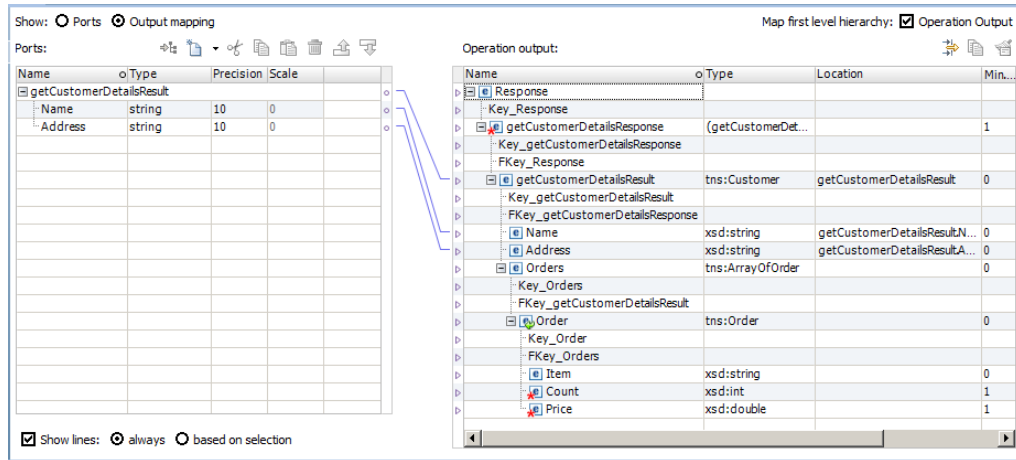 Show: Ports Output mapping Map first level hierarchy: Operation Output
Ports: Operation output:
Name Type Precision Scale
getCustomerDetailsResult
Name string 10 0
Address string 10 0
Name Type Location Min...
Response
Key_Response
getCustomerDetailsResponse (getCustomerDet... 1
Key_getCustomerDetailsResponse
FKey_Response
getCustomerDetailsResult tns:Customer getCustomerDetailsResult 0
Key_getCustomerDetailsResult
FKey_getCustomerDetailsResponse
Name xsd:string getCustomerDetailsResult.N... 0
Address xsd:string getCustomerDetailsResult.A... 0
Orders tns:ArrayOfOrder 0
Key_Orders
FKey_getCustomerDetailsResult
Order tns:Order 0
Key_Order
FKey_Orders
Item xsd:string 0
Count xsd:int 1
Price xsd:double 1
Show lines: always based on selection